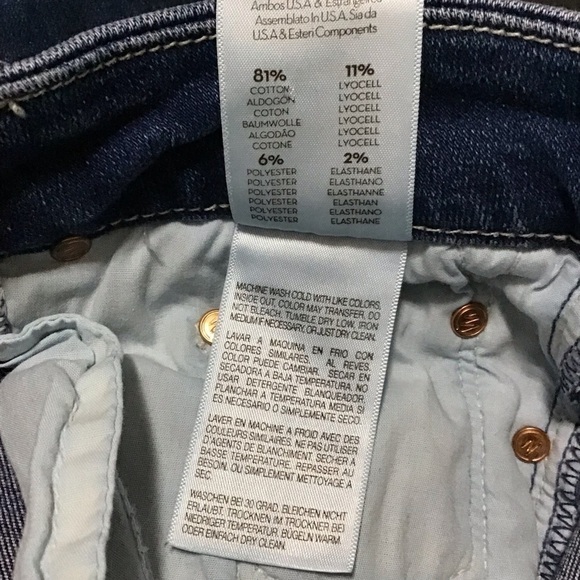 Ambos U.S.A & Estrangeiros
Assemblato In U.S.A. Sia da
U.S.A & Esteri Components
81% 11%
COTTON LYOCELL
ALDOGÓN LYOCELL
COTON LYOCELL
BAUMWOLLE LYOCELL
ALGODÃO LYOCELL
COTONE LYOCELL
6% 2%
POLYESTER ELASTHANE
POLYESTER ELASTHANO
POLYESTER ELASTHANNE
POLYESTER ELASTHAN
POLYESTER ELASTHANO
POLYESTER ELASTHANE
MACHINE WASH COLD WITH LIKE COLORS,
INSIDE OUT, COLOR MAY TRANSFER, DO
NOT BLEACH, TUMBLE DRY LOW, IRON
MEDIUM IF NECESSARY, OR JUST DRY CLEAN.
LAVAR A MAQUINA EN FRIO CON
COLORES SIMILARES. AL REVES.
COLOR PUEDE CAMBIAR. SECAR EN
SECADORA A BAJA TEMPERATURA. NO
USAR DETERGENTE BLANQUEADOR.
PLANCHAR A TEMPERATURA MEDIA SI
ES NECESARIO O SIMPLEMENTE LIMPIAR.
LAVER EN MACHINE A FROID AVEC DES
COULEURS SIMILAIRES. NE PAS UTILISER
D'AGENTS DE BLANCHIMENT. SECHER A
BASSE TEMPERATURE. REPASSER AU
BESOIN. OU SIMPLEMENT METTOYAGE A
SEC.
WASCHEN BEI 30 GRAD, BLEICHEN NICHT
ERLAUBT. TROCKNEN IM TROCKNER BEI
NIEDRIGER TEMPERATUR. BÜGELN WARM
ODER EINFACH DRY CLEAN.